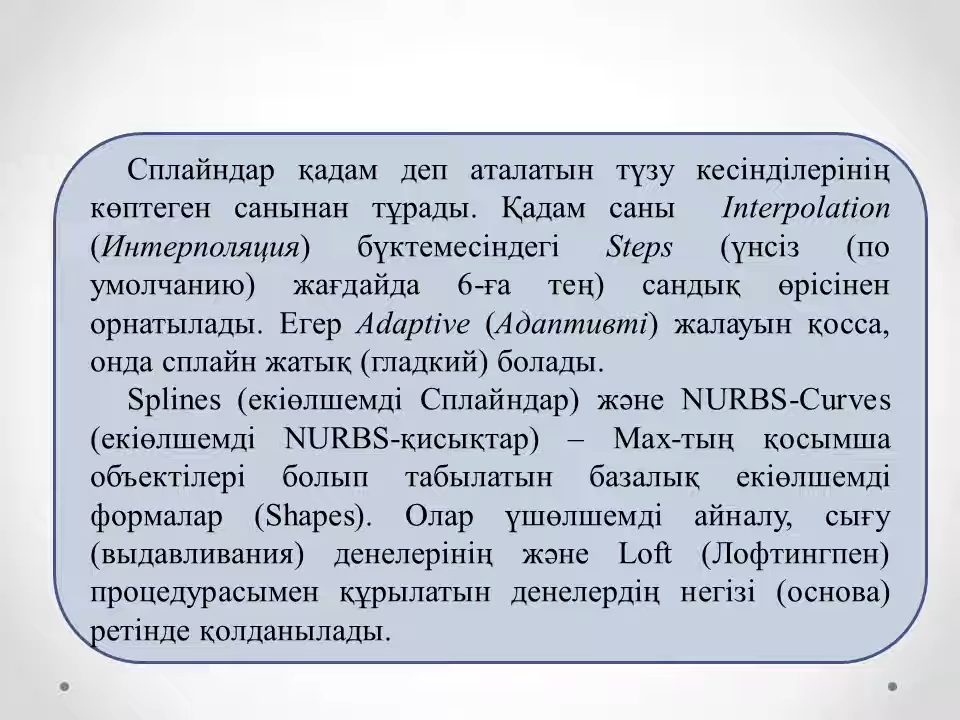 Сплайндар қадам деп аталатын түзу кесінділерінің
көптеген санынан тұрады. Қадам саны Interpolation
(Интерполяция) бүктемесіндегі Steps (үнсіз (по
умолчанию) жағдайда 6-ға тең) сандық өрісінен
орнатылады. Егер Adaptive (Адаптивті) жалауын қосса,
онда сплайн жатық (гладкий) болады.
Splines (екіөлшемді Сплайндар) және NURBS-Curves
(екіөлшемді NURBS-қисықтар) – Max-тың қосымша
объектілері болып табылатын базалық екіөлшемді
формалар (Shapes). Олар үшөлшемді айналу, сығу
(выдавливания) денелерінің және Loft (Лофтингпен)
процедурасымен құрылатын денелердің негізі (основа)
ретінде қолданылады.